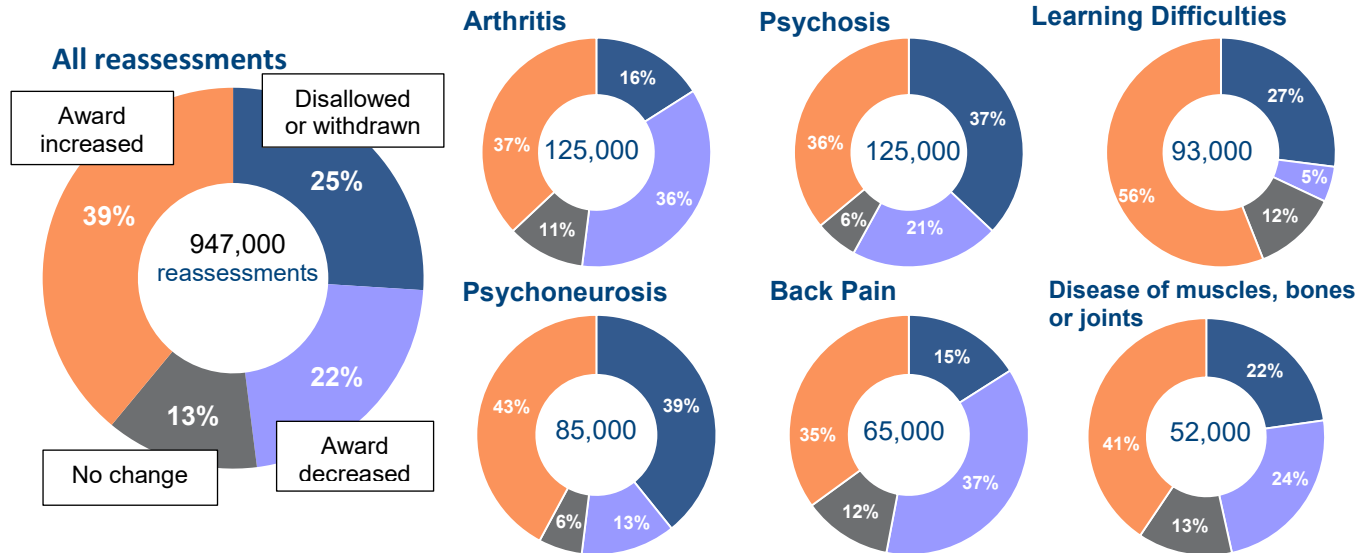 All reassessments
Award
increased
Disallowed
or withdrawn
39%
25%
947,000
reassessments
22%
13%
No change
Award
decreased
Arthritis
16%
37%
125,000
36%
11%
Psychosis
36%
37%
125,000
6%
21%
Learning Difficulties
27%
93,000
5%
56%
12%
Psychoneurosis
43%
39%
85,000
6%
13%
Back Pain
15%
35%
65,000
37%
12%
Disease of muscles, bones
or joints
22%
41%
52,000
24%
13%